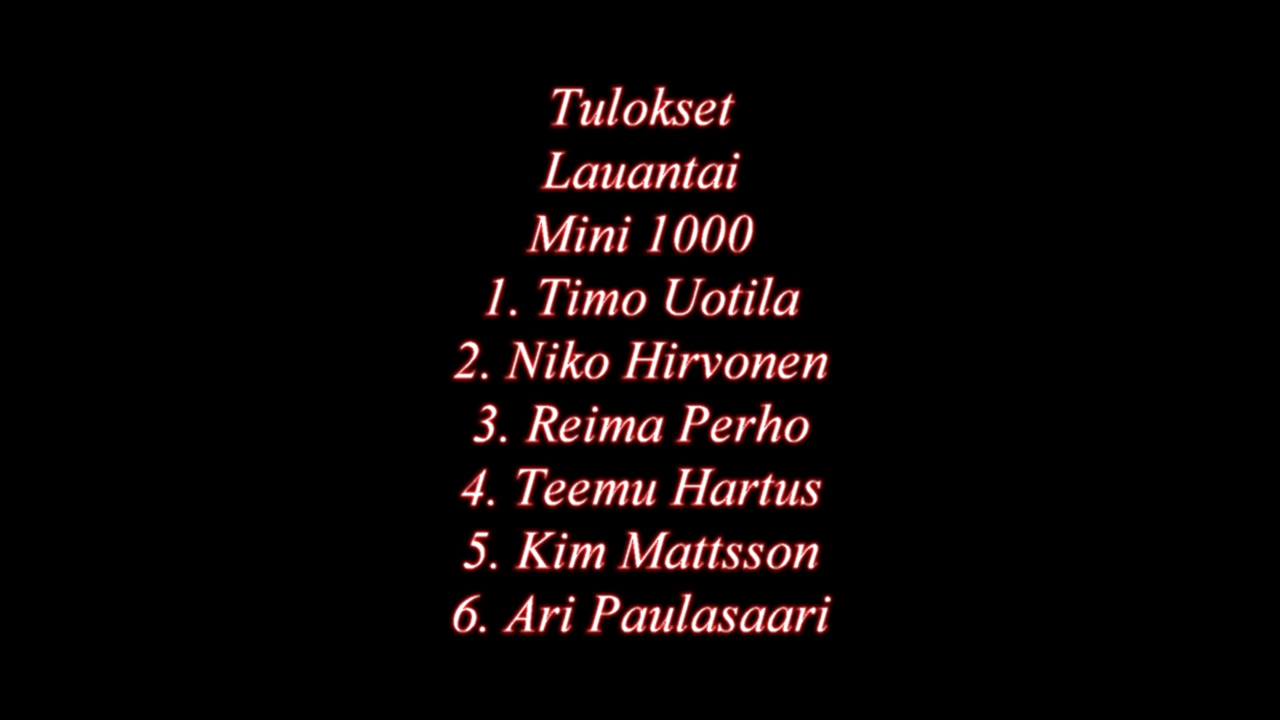 Tulokset
Lauantai
Mini 1000
1. Timo Uotila
2. Niko Hirvonen
3. Reima Perho
4. Teemu Hartus
5. Kim Mattsson
6. Ari Paulasaari